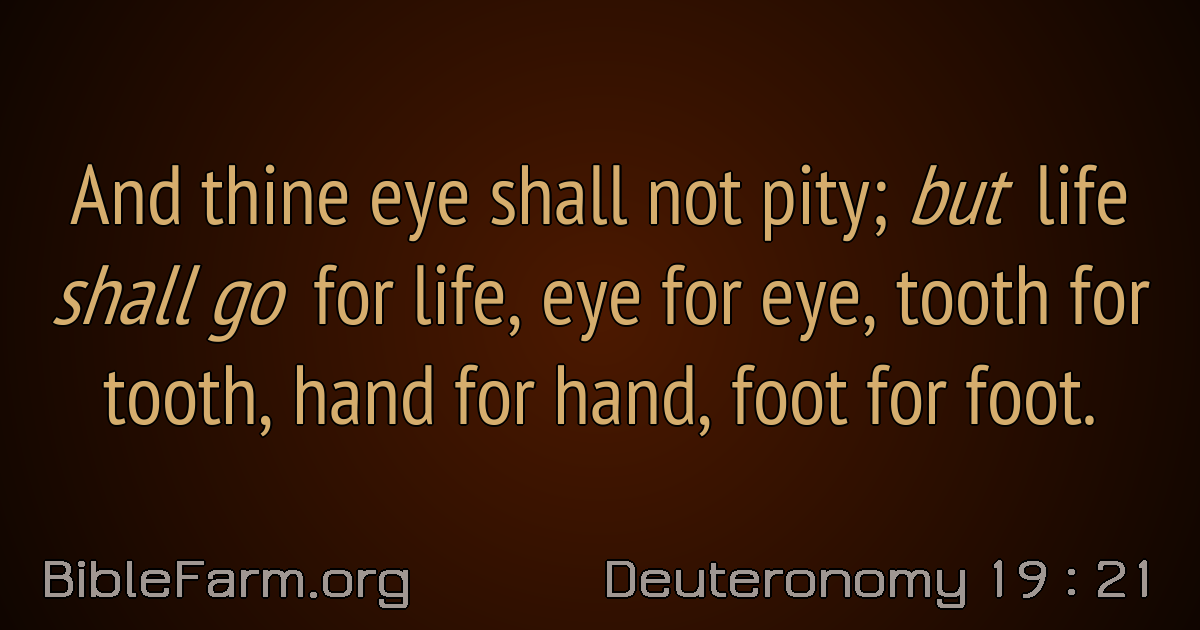 And thine eye shall not pity; but life
shall go for life, eye for eye, tooth for
tooth, hand for hand, foot for foot.
BibleFarm.org
Deuteronomy 19:21